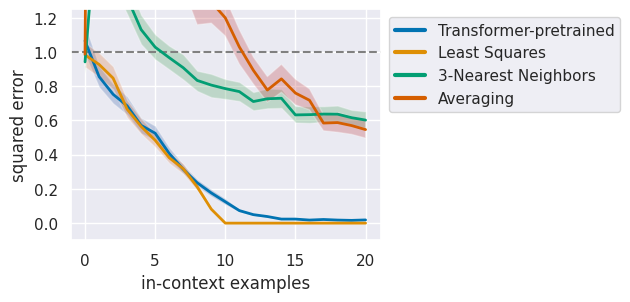 1.2
1.0
0.8
0.6
0.4
0.2
0.0
squared error
0
5
10
15
20
in-context examples
Transformer-pretrained
Least Squares
3-Nearest Neighbors
Averaging